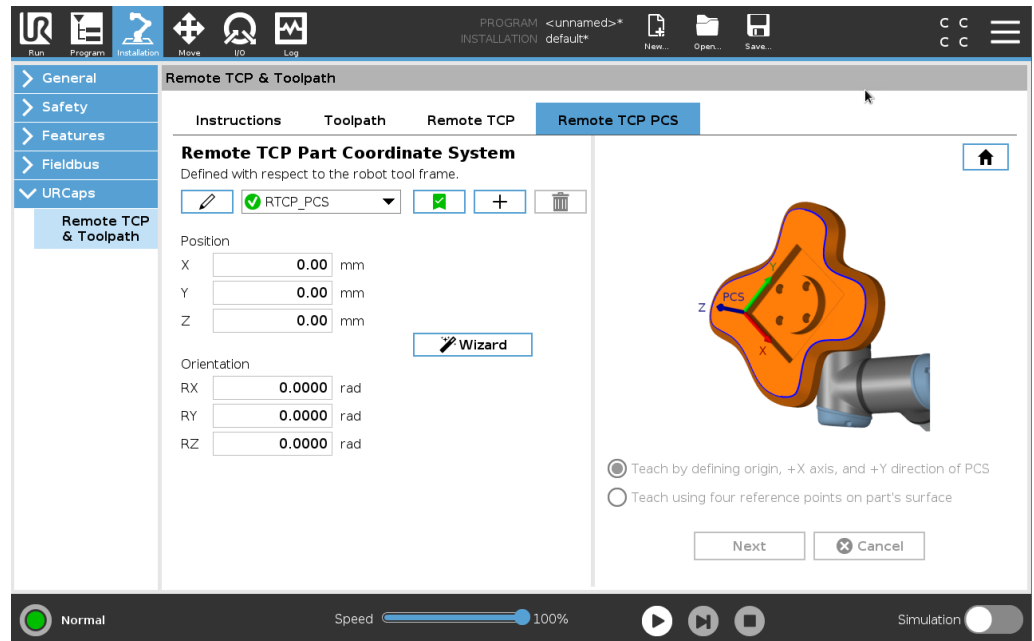 UR
PROGRAM <unnamed>*
INSTALLATION default*
C C
C C
Run
Program
Installation
Move
I/O
Log
New...
Open...
Save...
General
Safety
Features
Fieldbus
URCaps
Remote TCP
& Toolpath
Remote TCP & Toolpath
Instructions Toolpath Remote TCP Remote TCP PCS
Remote TCP Part Coordinate System
Defined with respect to the robot tool frame.
RTCP_PCS
Position
X 0.00 mm
Y 0.00 mm
Z 0.00 mm
Wizard
Orientation
RX 0.0000 rad
RY 0.0000 rad
RZ 0.0000 rad
Y
PCS
Z
X
Teach by defining origin, +X axis, and +Y direction of PCS
Teach using four reference points on part's surface
Next
Cancel
Normal
Speed 100%
Simulation